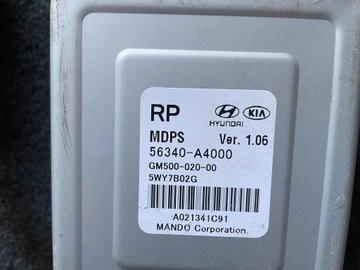 RP HYUNDAI KIA
MDPS Ver. 1.06
56340-A4000
GM500-020-00
5WY7B02G
A021341C91
MANDO Corporation.